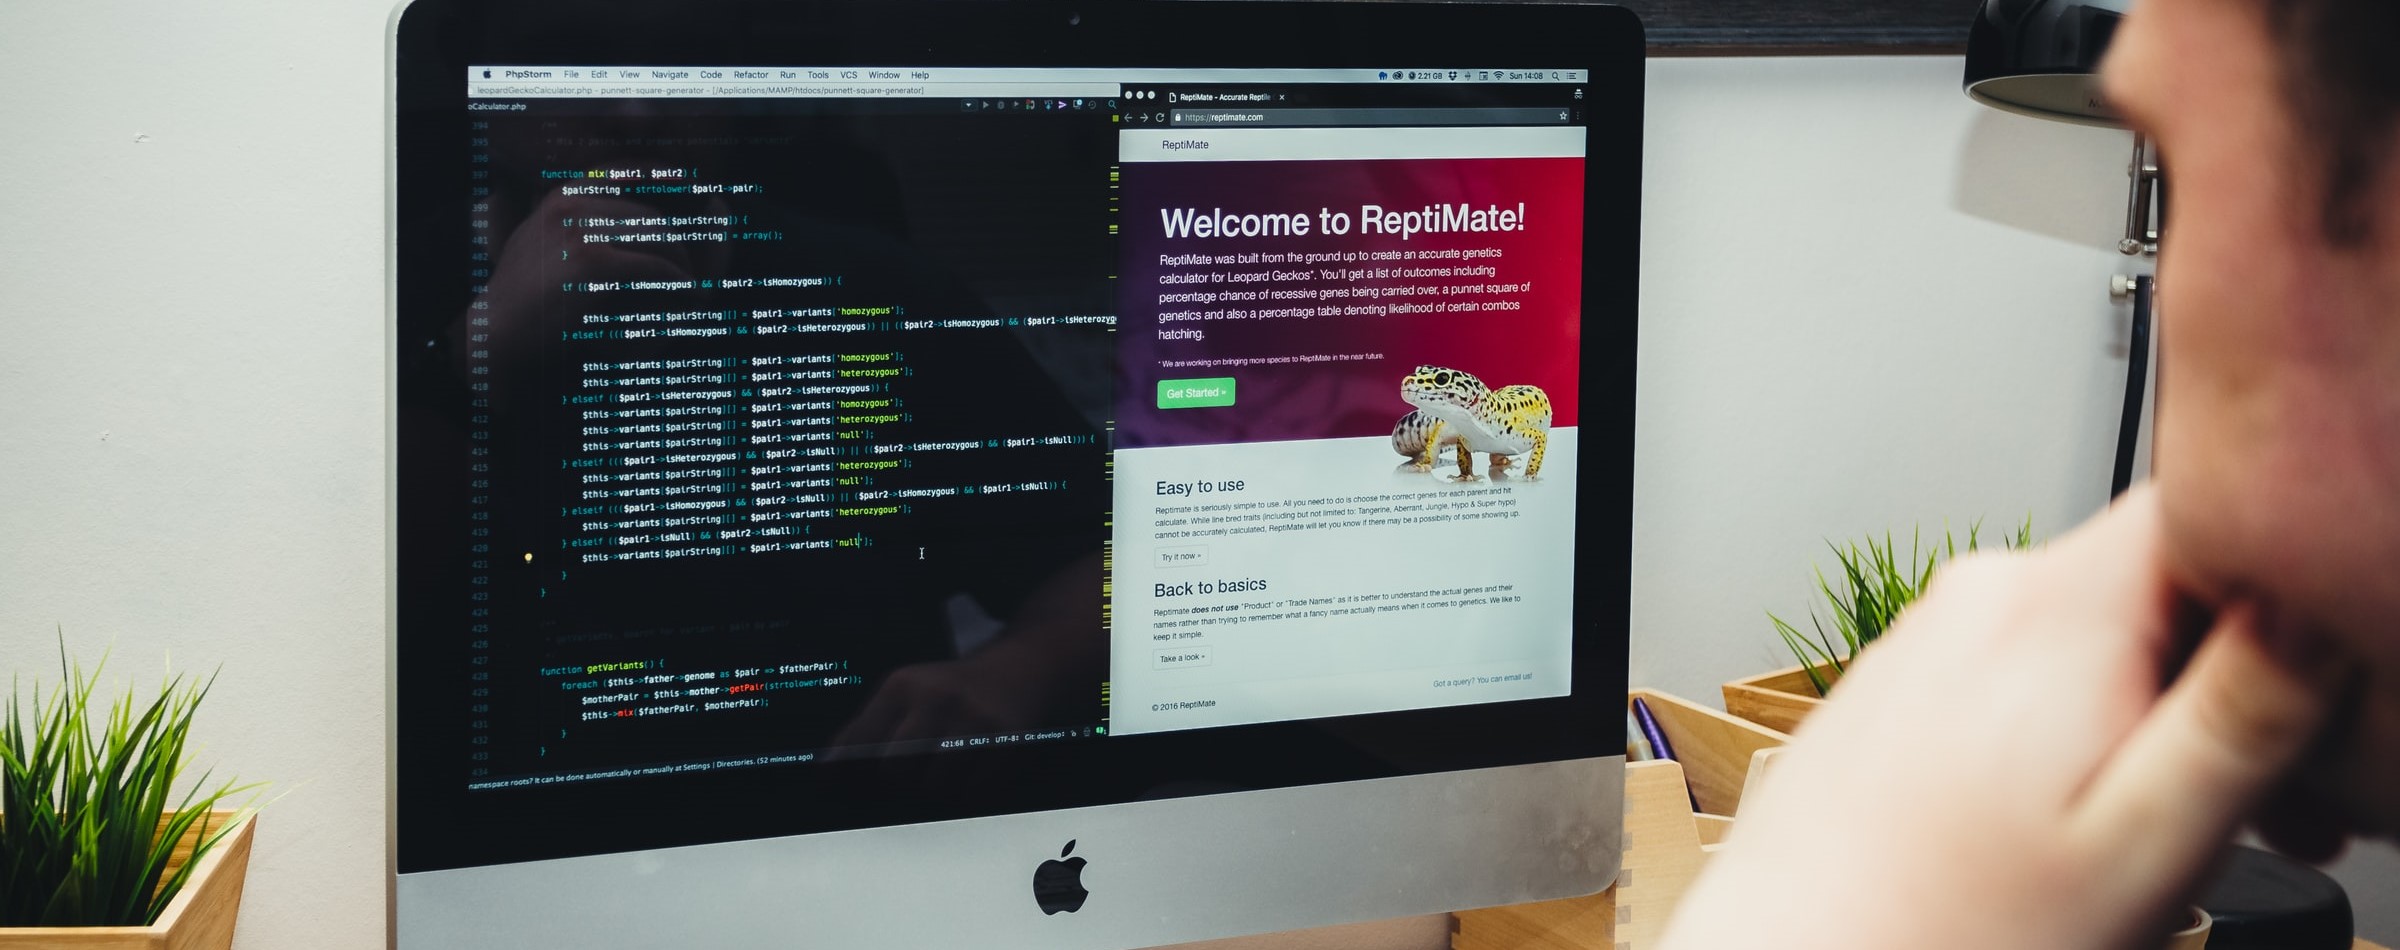 PhpStorm File Edit View Navigate Code Refactor Run Tools VCS Window Help
2.21 GB Sun 14:08
leopardGeckoCalculator.php - punnett-square-generator - [/Applications/MAMP/htdocs/punnett-square-generator]
oCalculator.php
394 /**
395
396 */
397 function mix($pair1, $pair2) {
398 $pairString = strtolower($pair1->pair);
399
400 if (!$this->variants[$pairString]) {
401 $this->variants[$pairString] = array();
402 }
403
404 if (($pair1->isHomozygous) && ($pair2->isHomozygous)) {
405
406 $this->variants[$pairString][] = $pair1->variants['homozygous'];
407 } elseif ((($pair1->isHomozygous) && ($pair2->isHeterozygous)) || (($pair2->isHomozygous) && ($pair1->isHeterozygo
408
409 $this->variants[$pairString][] = $pair1->variants['homozygous'];
410 $this->variants[$pairString][] = $pair1->variants['heterozygous'];
411 } elseif (($pair1->isHeterozygous) && ($pair2->isHeterozygous)) {
412 $this->variants[$pairString][] = $pair1->variants['homozygous'];
413 $this->variants[$pairString][] = $pair1->variants['heterozygous'];
414 $this->variants[$pairString][] = $pair1->variants['null'];
415 } elseif ((($pair1->isHeterozygous) && ($pair2->isNull)) || (($pair2->isHeterozygous) && ($pair1->isNull))) {
416 $this->variants[$pairString][] = $pair1->variants['heterozygous'];
417 $this->variants[$pairString][] = $pair1->variants['null'];
418 } elseif ((($pair1->isHomozygous) && ($pair2->isNull)) || (($pair2->isHomozygous) && ($pair1->isNull)) {
419 $this->variants[$pairString][] = $pair1->variants['heterozygous'];
420 } elseif (($pair1->isNull) && ($pair2->isNull)) {
421 $this->variants[$pairString][] = $pair1->variants['null'];
422 }
423 }
424
425
426
427
428 function getVariants() {
429 foreach ($this->father->genome as $pair => $fatherPair) {
430 $motherPair = $this->mother->getPair(strtolower($pair));
431 $this->mix($fatherPair, $motherPair);
432 }
433 }
434
421:68 CRLF UTF-8 Git: develop
namespace roots? It can be done automatically or manually at Settings | Directories. (52 minutes ago)
ReptiMate - Accurate Reptile
https://reptimate.com
ReptiMate
Welcome to ReptiMate!
ReptiMate was built from the ground up to create an accurate genetics
calculator for Leopard Geckos*. You'll get a list of outcomes including
percentage chance of recessive genes being carried over, a punnet square of
genetics and also a percentage table denoting likelihood of certain combos
hatching.
* We are working on bringing more species to ReptiMate in the near future.
Get Started »
Easy to use
Reptimate is seriously simple to use. All you need to do is choose the correct genes for each parent and hit
calculate. While line bred traits (including but not limited to: Tangerine, Aberrant, Jungle, Hypo & Super hypo)
cannot be accurately calculated, ReptiMate will let you know if there may be a possibility of some showing up.
Try it now »
Back to basics
Reptimate does not use "Product" or "Trade Names" as it is better to understand the actual genes and their
names rather than trying to remember what a fancy name actually means when it comes to genetics. We like to
keep it simple.
Take a look »
Got a query? You can email us!
© 2016 ReptiMate